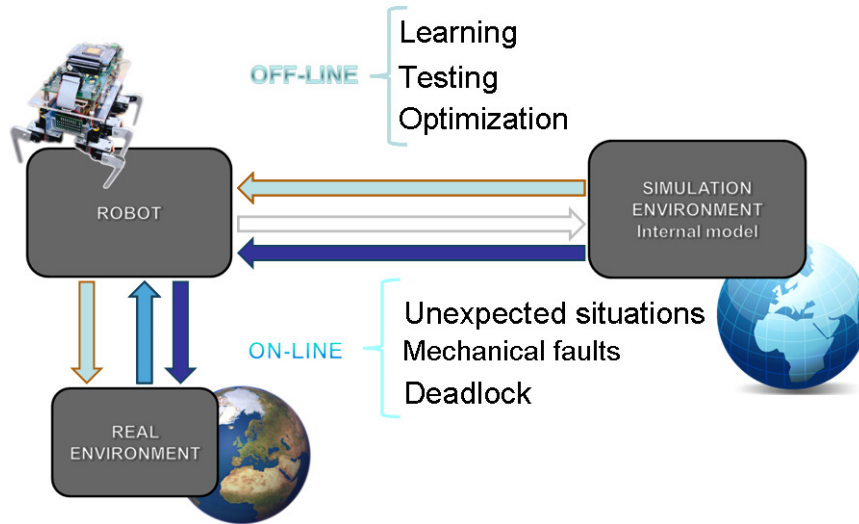 Learning
OFF-LINE
Testing
Optimization
ROBOT
SIMULATION
ENVIRONMENT
Internal model
Unexpected situations
ON-LINE
Mechanical faults
Deadlock
REAL
ENVIRONMENT